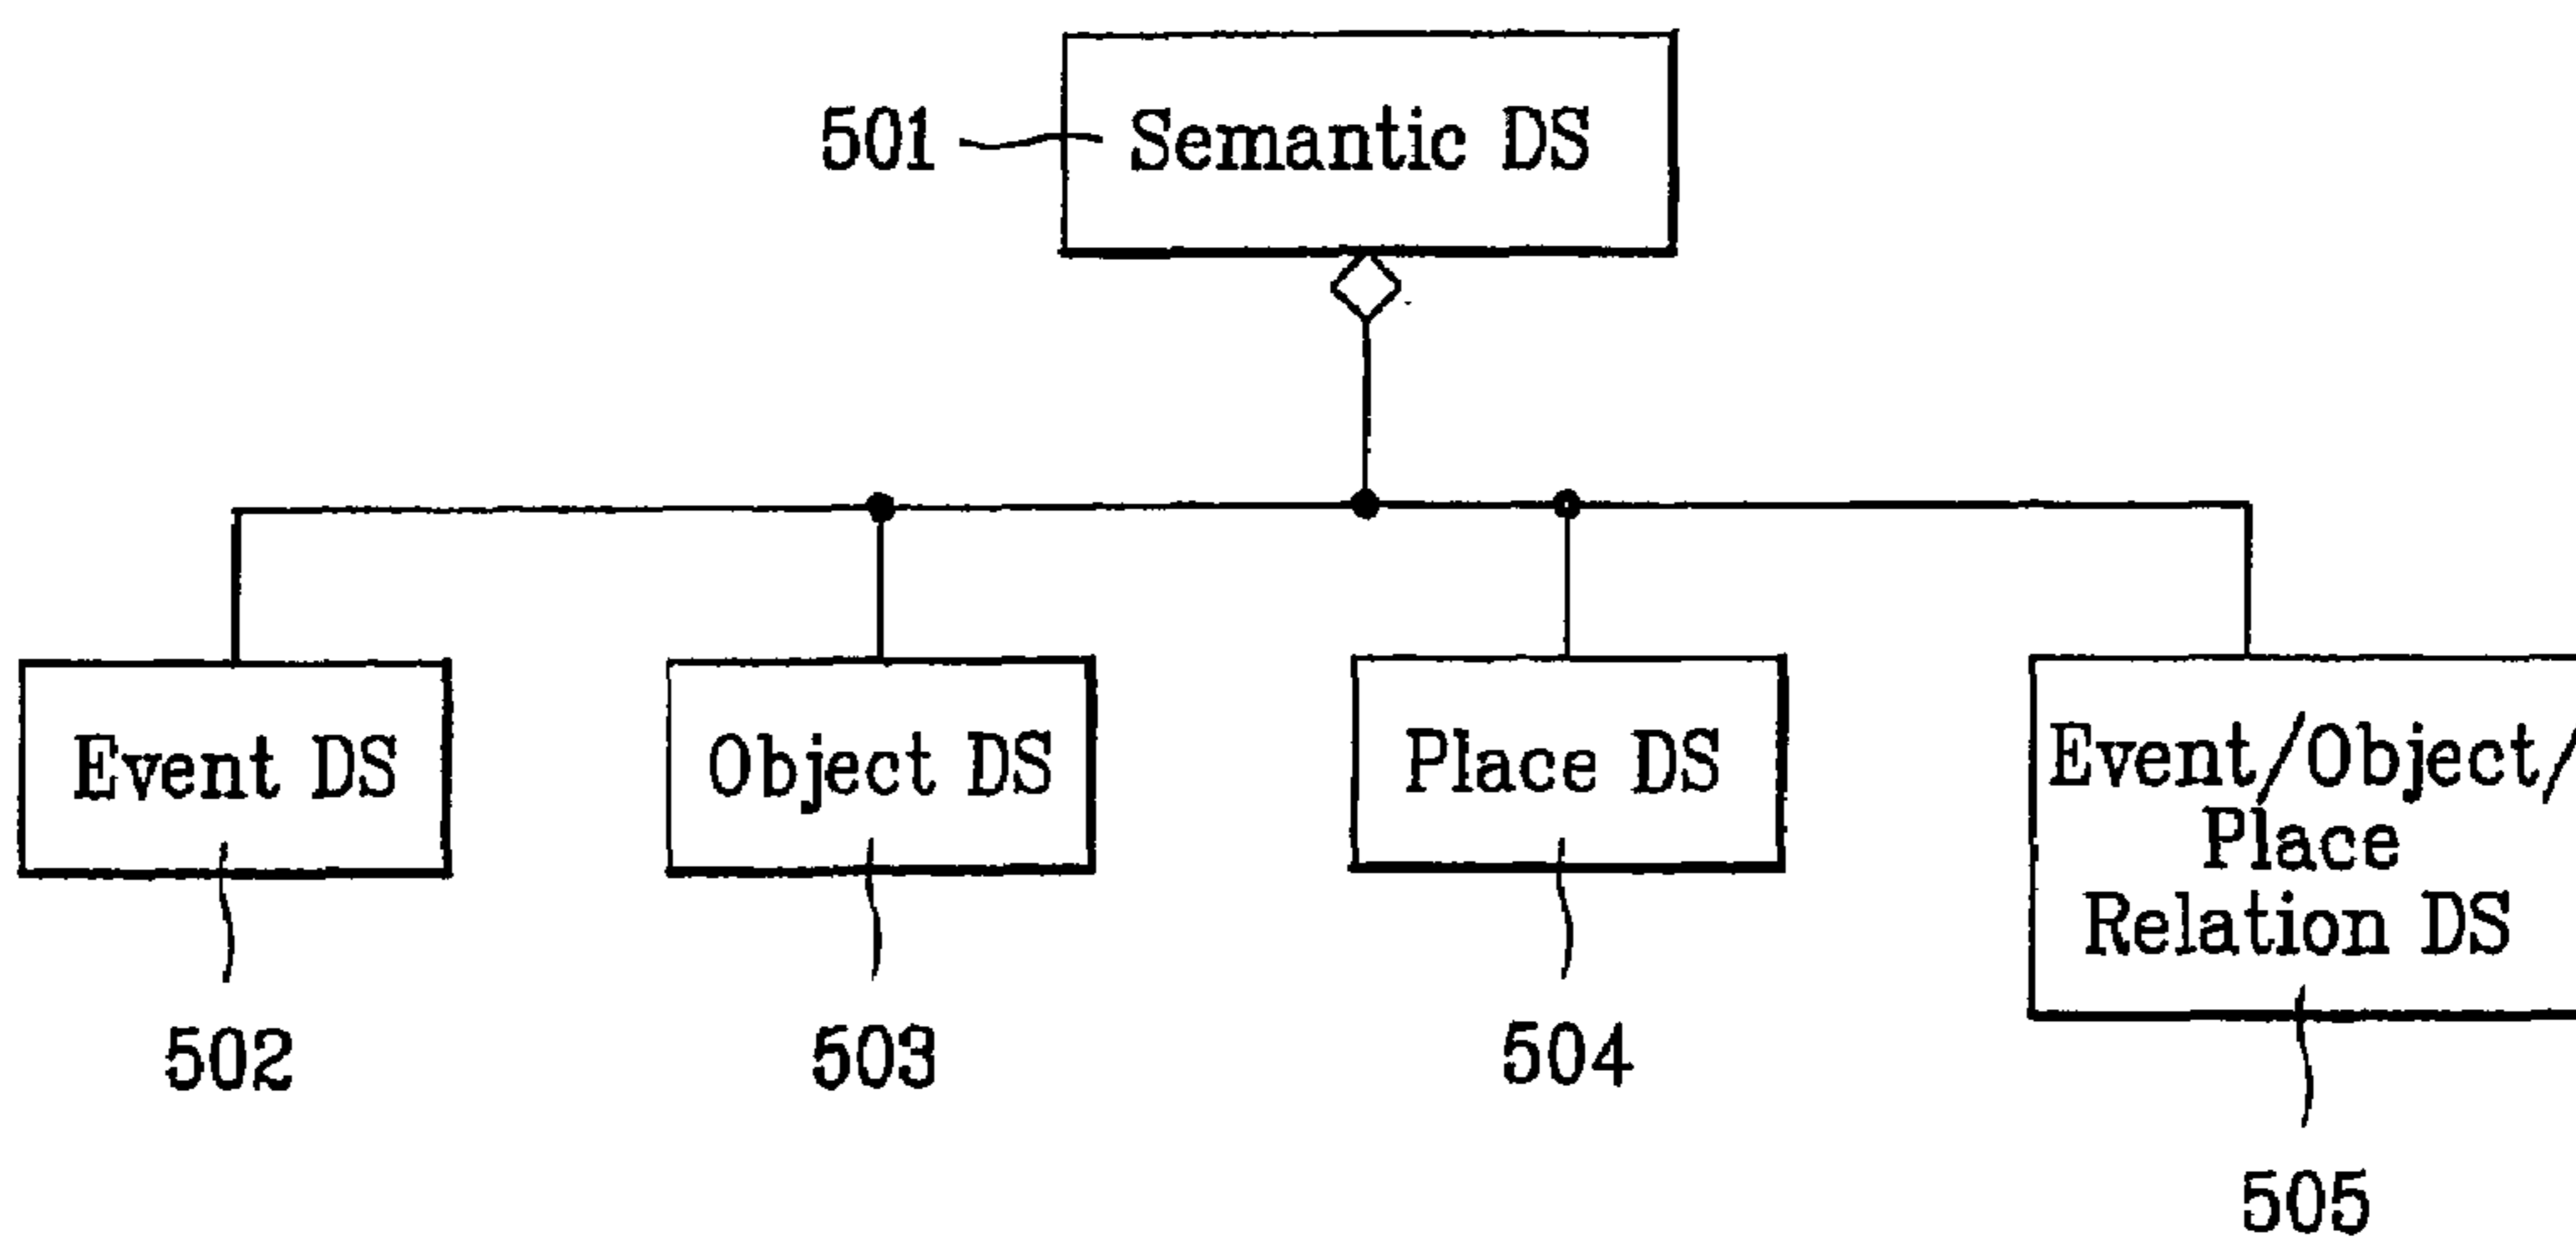 501
Semantic DS
Event DS
Object DS
Place DS
Event/Object/
Place
Relation DS
502
503
504
505